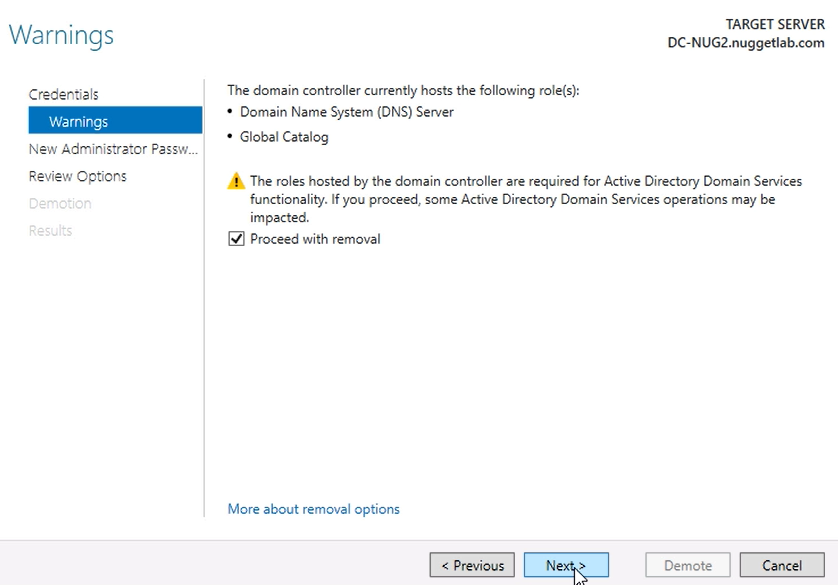 Warnings
TARGET SERVER
DC-NUG2.nuggetlab.com
Credentials
Warnings
New Administrator Passw...
Review Options
Demotion
Results
The domain controller currently hosts the following role(s):
• Domain Name System (DNS) Server
• Global Catalog
The roles hosted by the domain controller are required for Active Directory Domain Services
functionality. If you proceed, some Active Directory Domain Services operations may be
impacted.
Proceed with removal
More about removal options
< Previous
Next >
Demote
Cancel